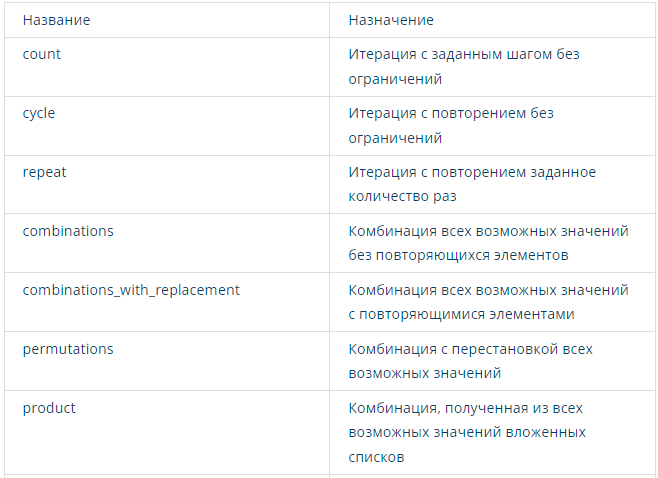 Название
Назначение
count
Итерация с заданным шагом без
ограничений
cycle
Итерация с повторением без
ограничений
repeat
Итерация с повторением заданное
количество раз
combinations
Комбинация всех возможных значений
без повторяющихся элементов
combinations_with_replacement
Комбинация всех возможных значений
с повторяющимися элементами
permutations
Комбинация с перестановкой всех
возможных значений
product
Комбинация, полученная из всех
возможных значений вложенных
списков